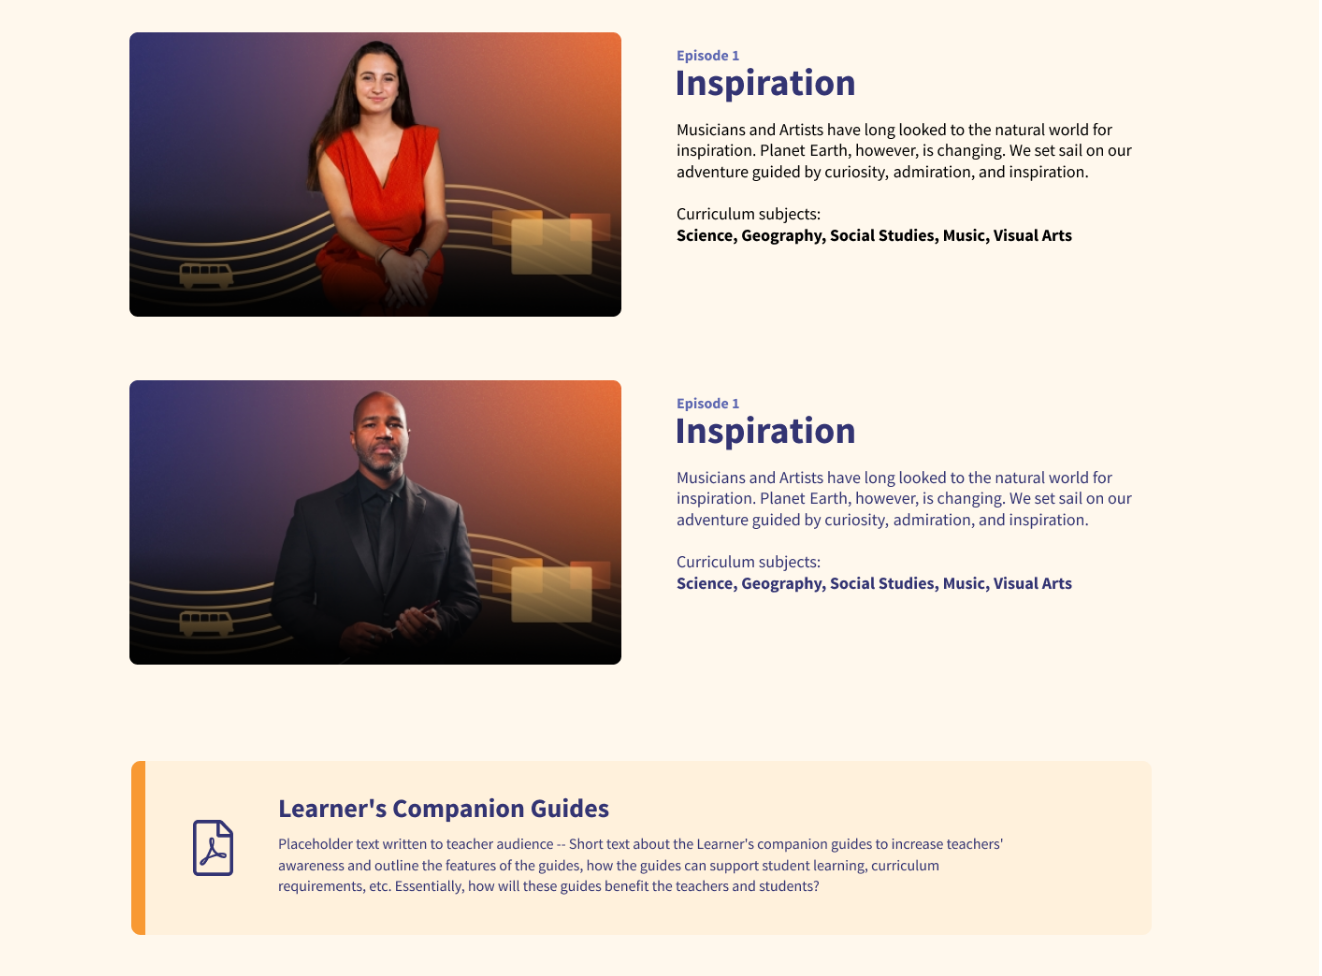 Episode 1
Inspiration
Musicians and Artists have long looked to the natural world for
inspiration. Planet Earth, however, is changing. We set sail on our
adventure guided by curiosity, admiration, and inspiration.
Curriculum subjects:
Science, Geography, Social Studies, Music, Visual Arts
Episode 1
Inspiration
Musicians and Artists have long looked to the natural world for
inspiration. Planet Earth, however, is changing. We set sail on our
adventure guided by curiosity, admiration, and inspiration.
Curriculum subjects:
Science, Geography, Social Studies, Music, Visual Arts
Learner's Companion Guides
Placeholder text written to teacher audience -- Short text about the Learner's companion guides to increase teachers'
awareness and outline the features of the guides, how the guides can support student learning, curriculum
requirements, etc. Essentially, how will these guides benefit the teachers and students?